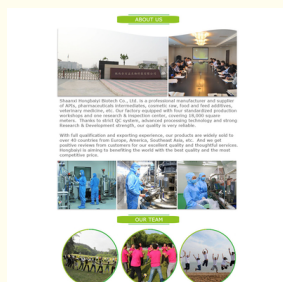 ABOUT US
Shaanxi Hongbaiyi Biotech Co., Ltd. is a professional manufacturer and supplier
of APIs, pharmaceuticals intermediates, cosmetic raw, food and feed additives,
veterinary medicine, etc. Our factory equipped with four standardized production
workshops and one research & inspection center, covering 18,000 square
meters . Thanks to strict QC system, advanced processing technology and strong
Research & Development strength, our quality is very reliable.
With full qualification and exporting experience, our products are widely sold to
over 40 countries from Europe, America, Southeast Asia, etc. And we get
positive reviews from customers for our excellent quality and thoughtful services.
Hongbaiyi is aiming to benefiting the world with the best quality and the most
competitive price.
OUR TEAM